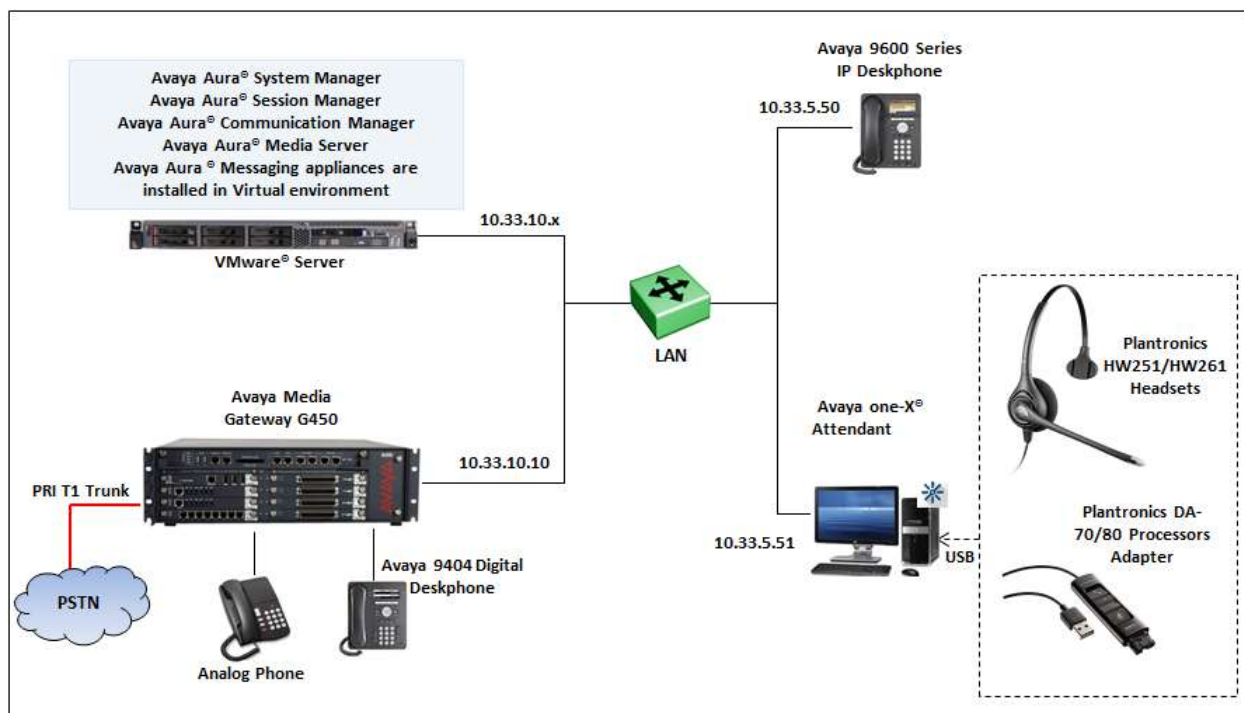 Avaya Aura® System Manager
Avaya Aura® Session Manager
Avaya Aura® Communication Manager
Avaya Aura® Media Server
Avaya Aura ® Messaging appliances are
installed in Virtual environment
VMware® Server
10.33.10.x
Avaya 9600 Series
IP Deskphone
10.33.5.50
LAN
Avaya Media
Gateway G450
10.33.10.10
AVAYA
PRI T1 Trunk
PSTN
Analog Phone
Avaya 9404 Digital
Deskphone
Avaya one-X®
Attendant
10.33.5.51
USB
Plantronics
HW251/HW261
Headsets
Plantronics DA-
70/80 Processors
Adapter